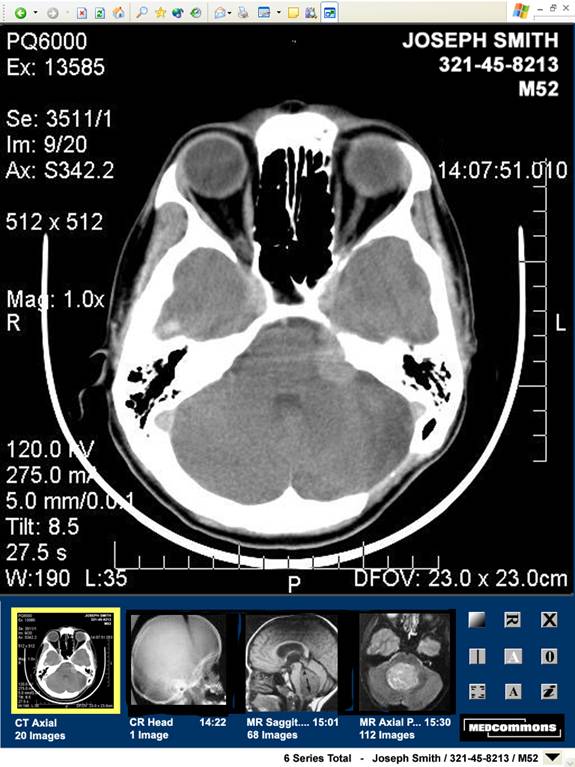 PQ6000
Ex: 13585
JOSEPH SMITH
321-45-8213
M52
Se: 3511/1
Im: 9/20
Ax: S342.2
14:07:51.010
512 x 512
Mag: 1.0x
R
L
120.0 kV
275.0 mA
5.0 mm/0.0:1
Tilt: 8.5
27.5 s
W:190 L:35
P
DFOV: 23.0 x 23.0cm
CT Axial
20 Images
CR Head 14:22
1 Image
MR Saggit.... 15:01
68 Images
MR Axial P... 15:30
112 Images
MEDCOMMONS
6 Series Total - Joseph Smith / 321-45-8213 / M52